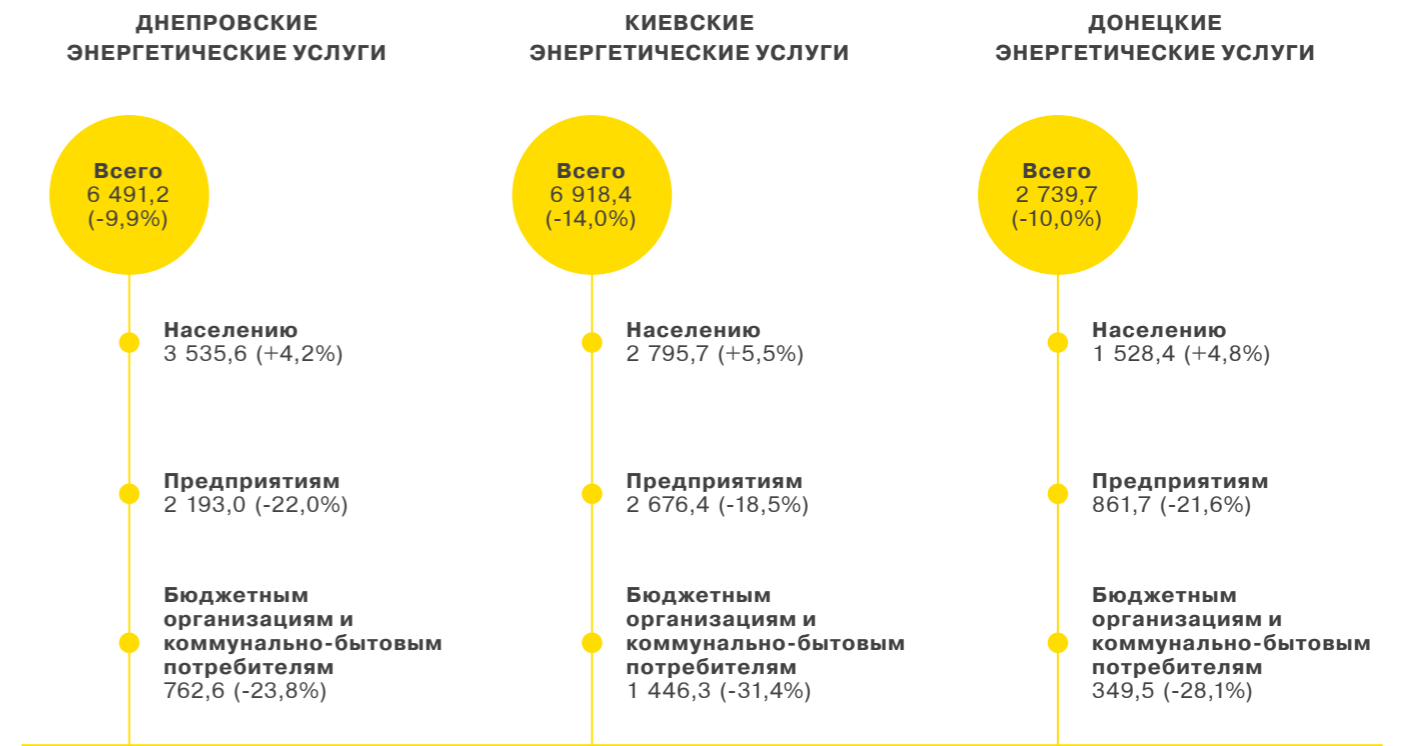 ДНЕПРОВСКИЕ
ЭНЕРГЕТИЧЕСКИЕ УСЛУГИ
Всего
6 491,2
(-9,9%)
Населению
3 535,6 (+4,2%)
Предприятиям
2 193,0 (-22,0%)
Бюджетным
организациям и
коммунально-бытовым
потребителям
762,6 (-23,8%)
КИЕВСКИЕ
ЭНЕРГЕТИЧЕСКИЕ УСЛУГИ
Всего
6 918,4
(-14,0%)
Населению
2 795,7 (+5,5%)
Предприятиям
2 676,4 (-18,5%)
Бюджетным
организациям и
коммунально-бытовым
потребителям
1 446,3 (-31,4%)
ДОНЕЦКИЕ
ЭНЕРГЕТИЧЕСКИЕ УСЛУГИ
Всего
2 739,7
(-10,0%)
Населению
1 528,4 (+4,8%)
Предприятиям
861,7 (-21,6%)
Бюджетным
организациям и
коммунально-бытовым
потребителям
349,5 (-28,1%)